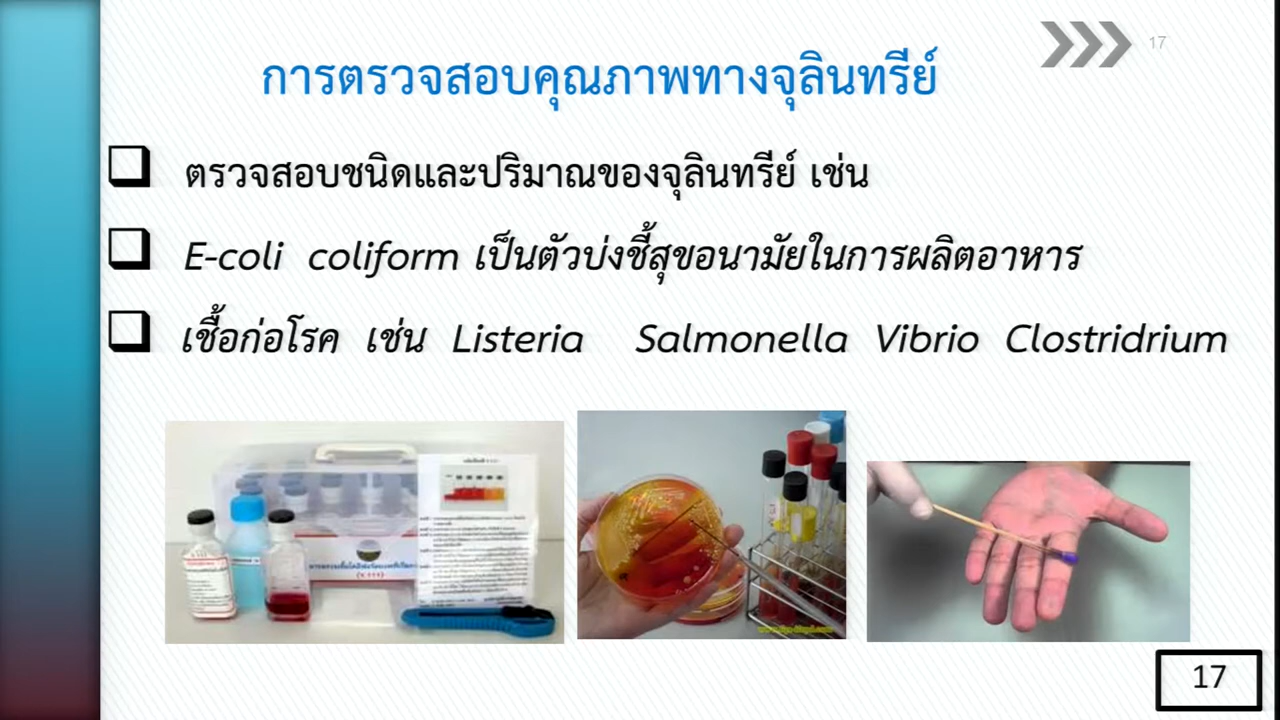 17
การตรวจสอบคุณภาพทางจุลินทรีย์
ตรวจสอบชนิดและปริมาณของจุลินทรีย์ เช่น
E-coli coliform เป็นตัวบ่งชี้สุขอนามัยในการผลิตอาหาร
เชื้อก่อโรค เช่น Listeria Salmonella Vibrio Clostridrium
17